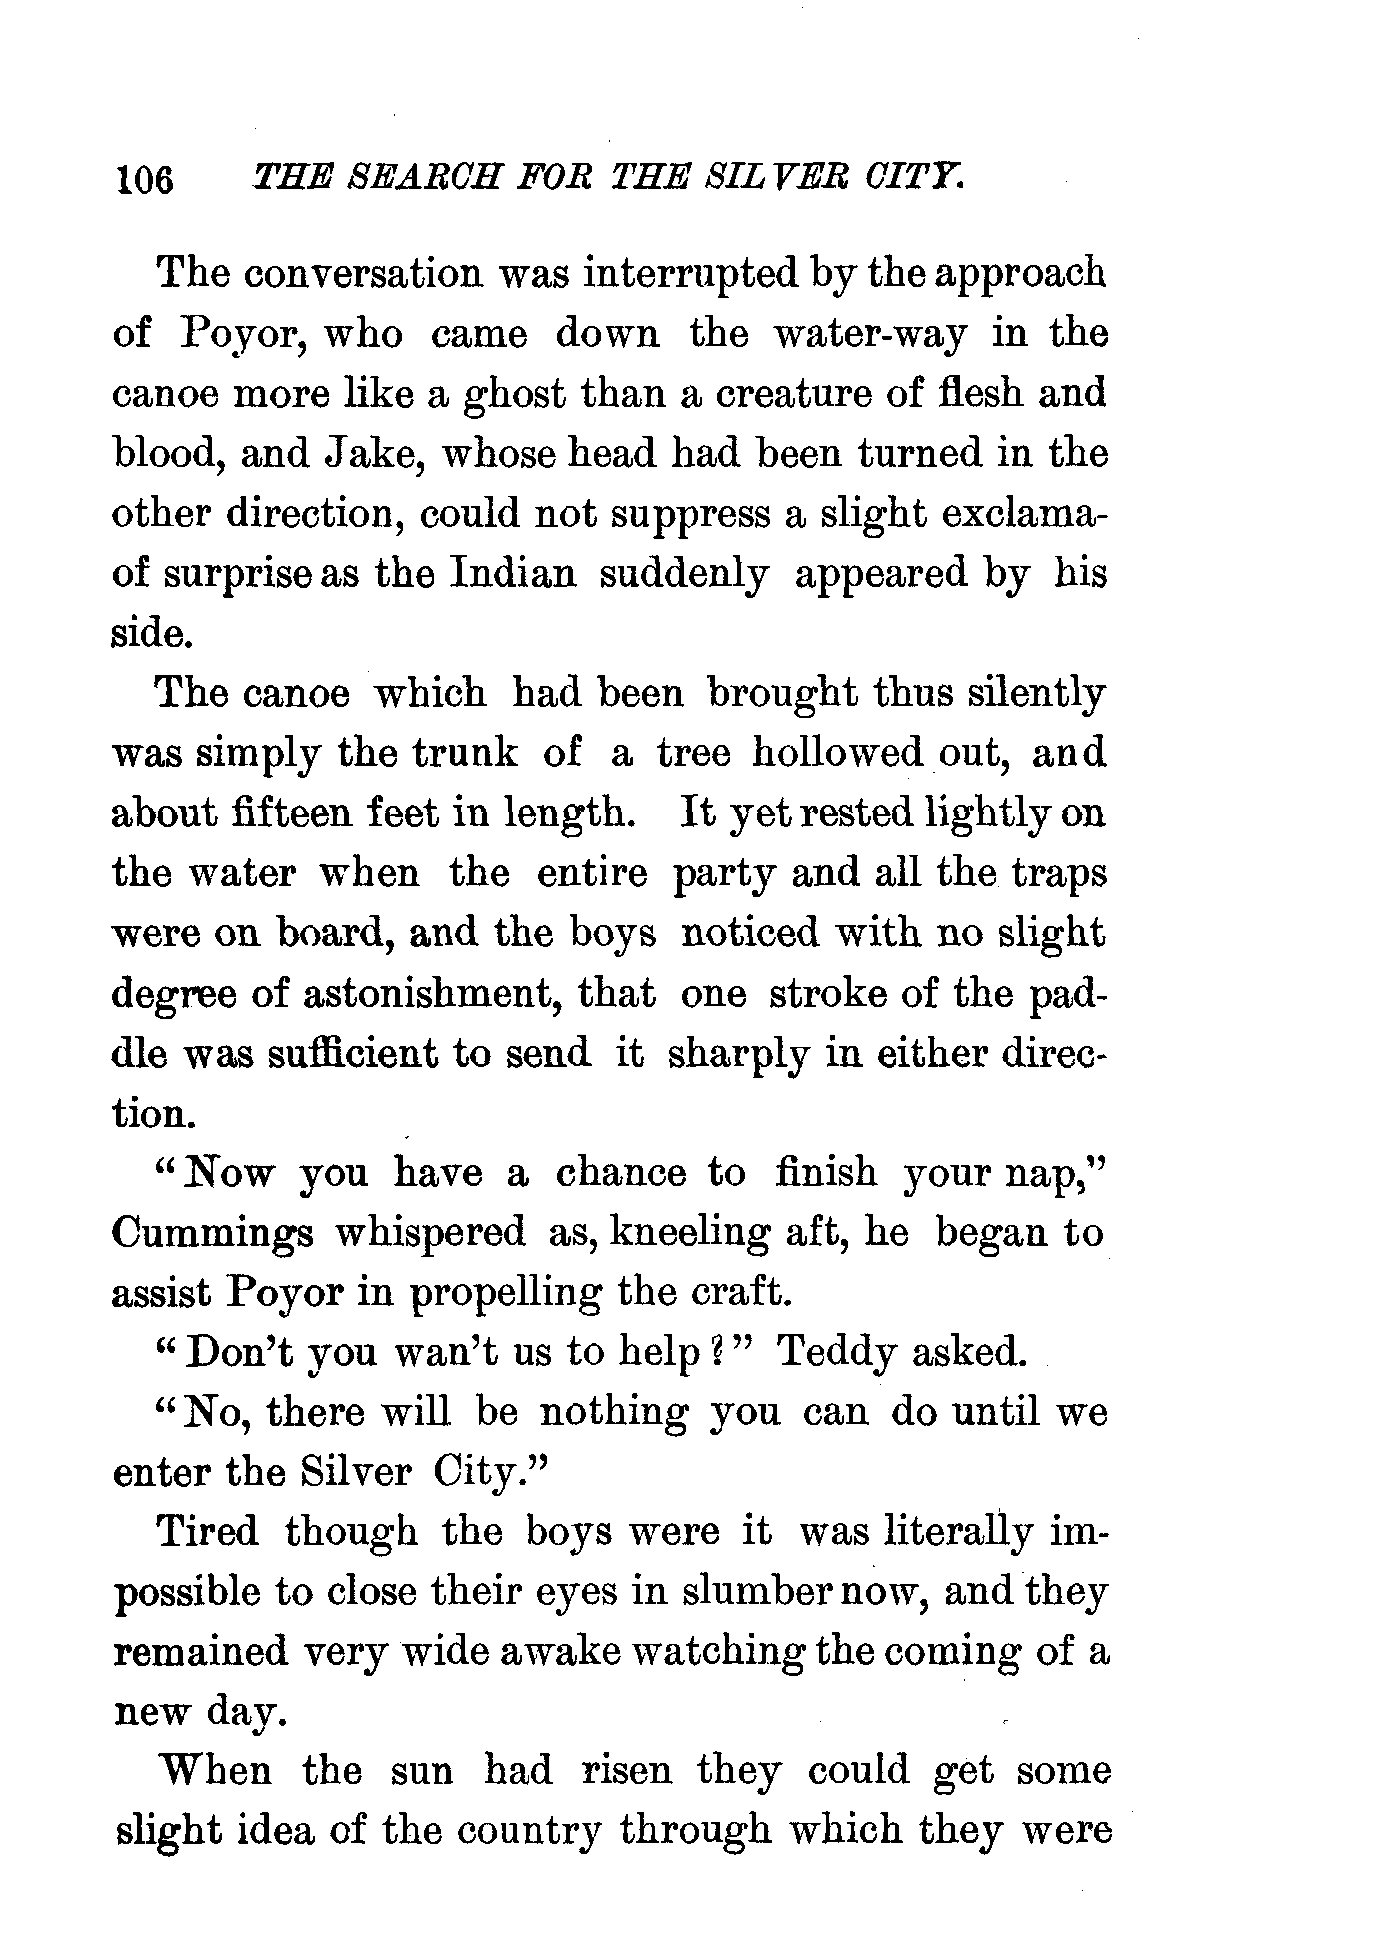 106 THE SEARCH FOR THE SILVER CITY.
The conversation was interrupted by the approach
of Poyor, who came down the water-way in the
canoe more like a ghost than a creature of flesh and
blood, and Jake, whose head had been turned in the
other direction, could not suppress a slight exclama-
of surprise as the Indian suddenly appeared by his
side.
The canoe which had been brought thus silently
was simply the trunk of a tree hollowed out, and
about fifteen feet in length. It yet rested lightly on
the water when the entire party and all the traps
were on board, and the boys noticed with no slight
degree of astonishment, that one stroke of the pad-
dle was sufficient to send it sharply in either direc-
tion.
“Now you have a chance to finish your nap,”
Cummings whispered as, kneeling aft, he began to
assist Poyor in propelling the craft.
“Don’t you wan’t us to help?” Teddy asked.
“No, there will be nothing you can do until we
enter the Silver City.”
Tired though the boys were it was literally im-
possible to close their eyes in slumber now, and they
remained very wide awake watching the coming of a
new day.
When the sun had risen they could get some
slight idea of the country through which they were